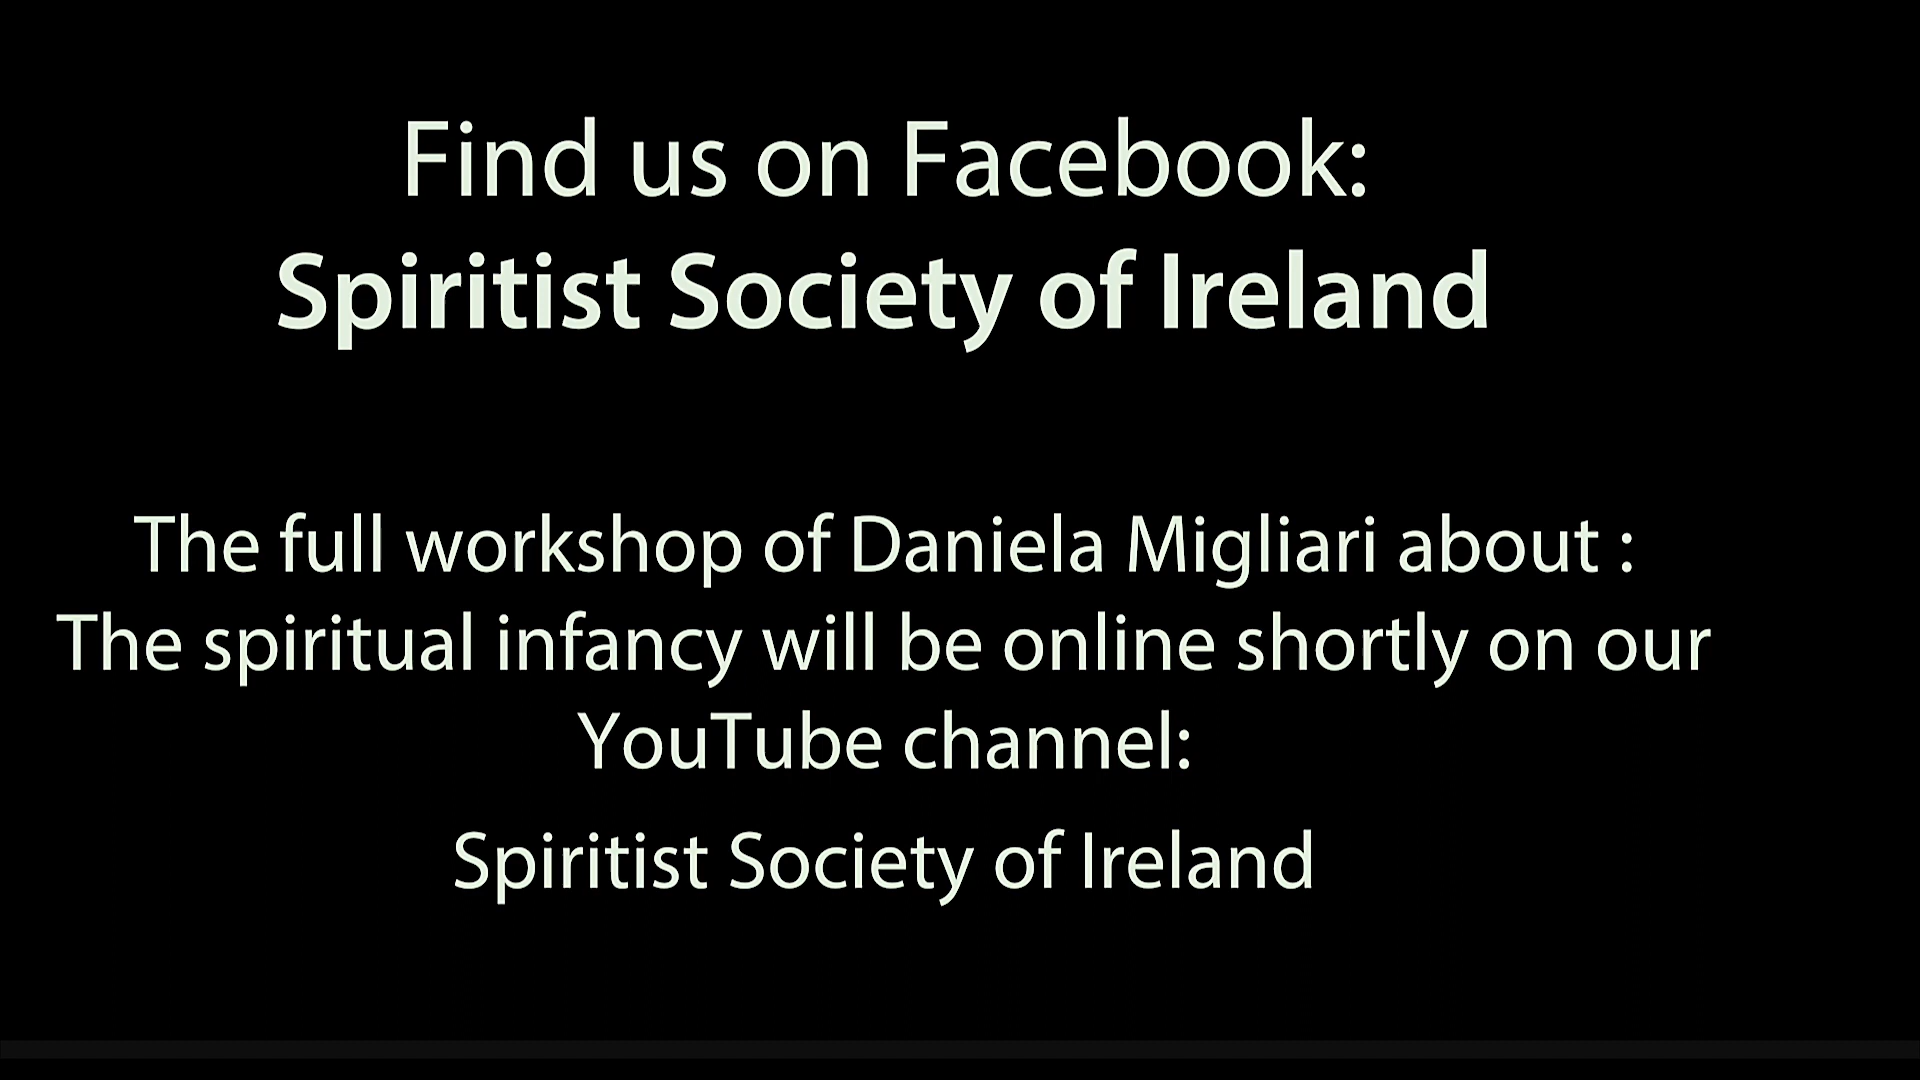 Find us on Facebook:
Spiritist Society of Ireland
The full workshop of Daniela Migliari about :
The spiritual infancy will be online shortly on our
YouTube channel:
Spiritist Society of Ireland